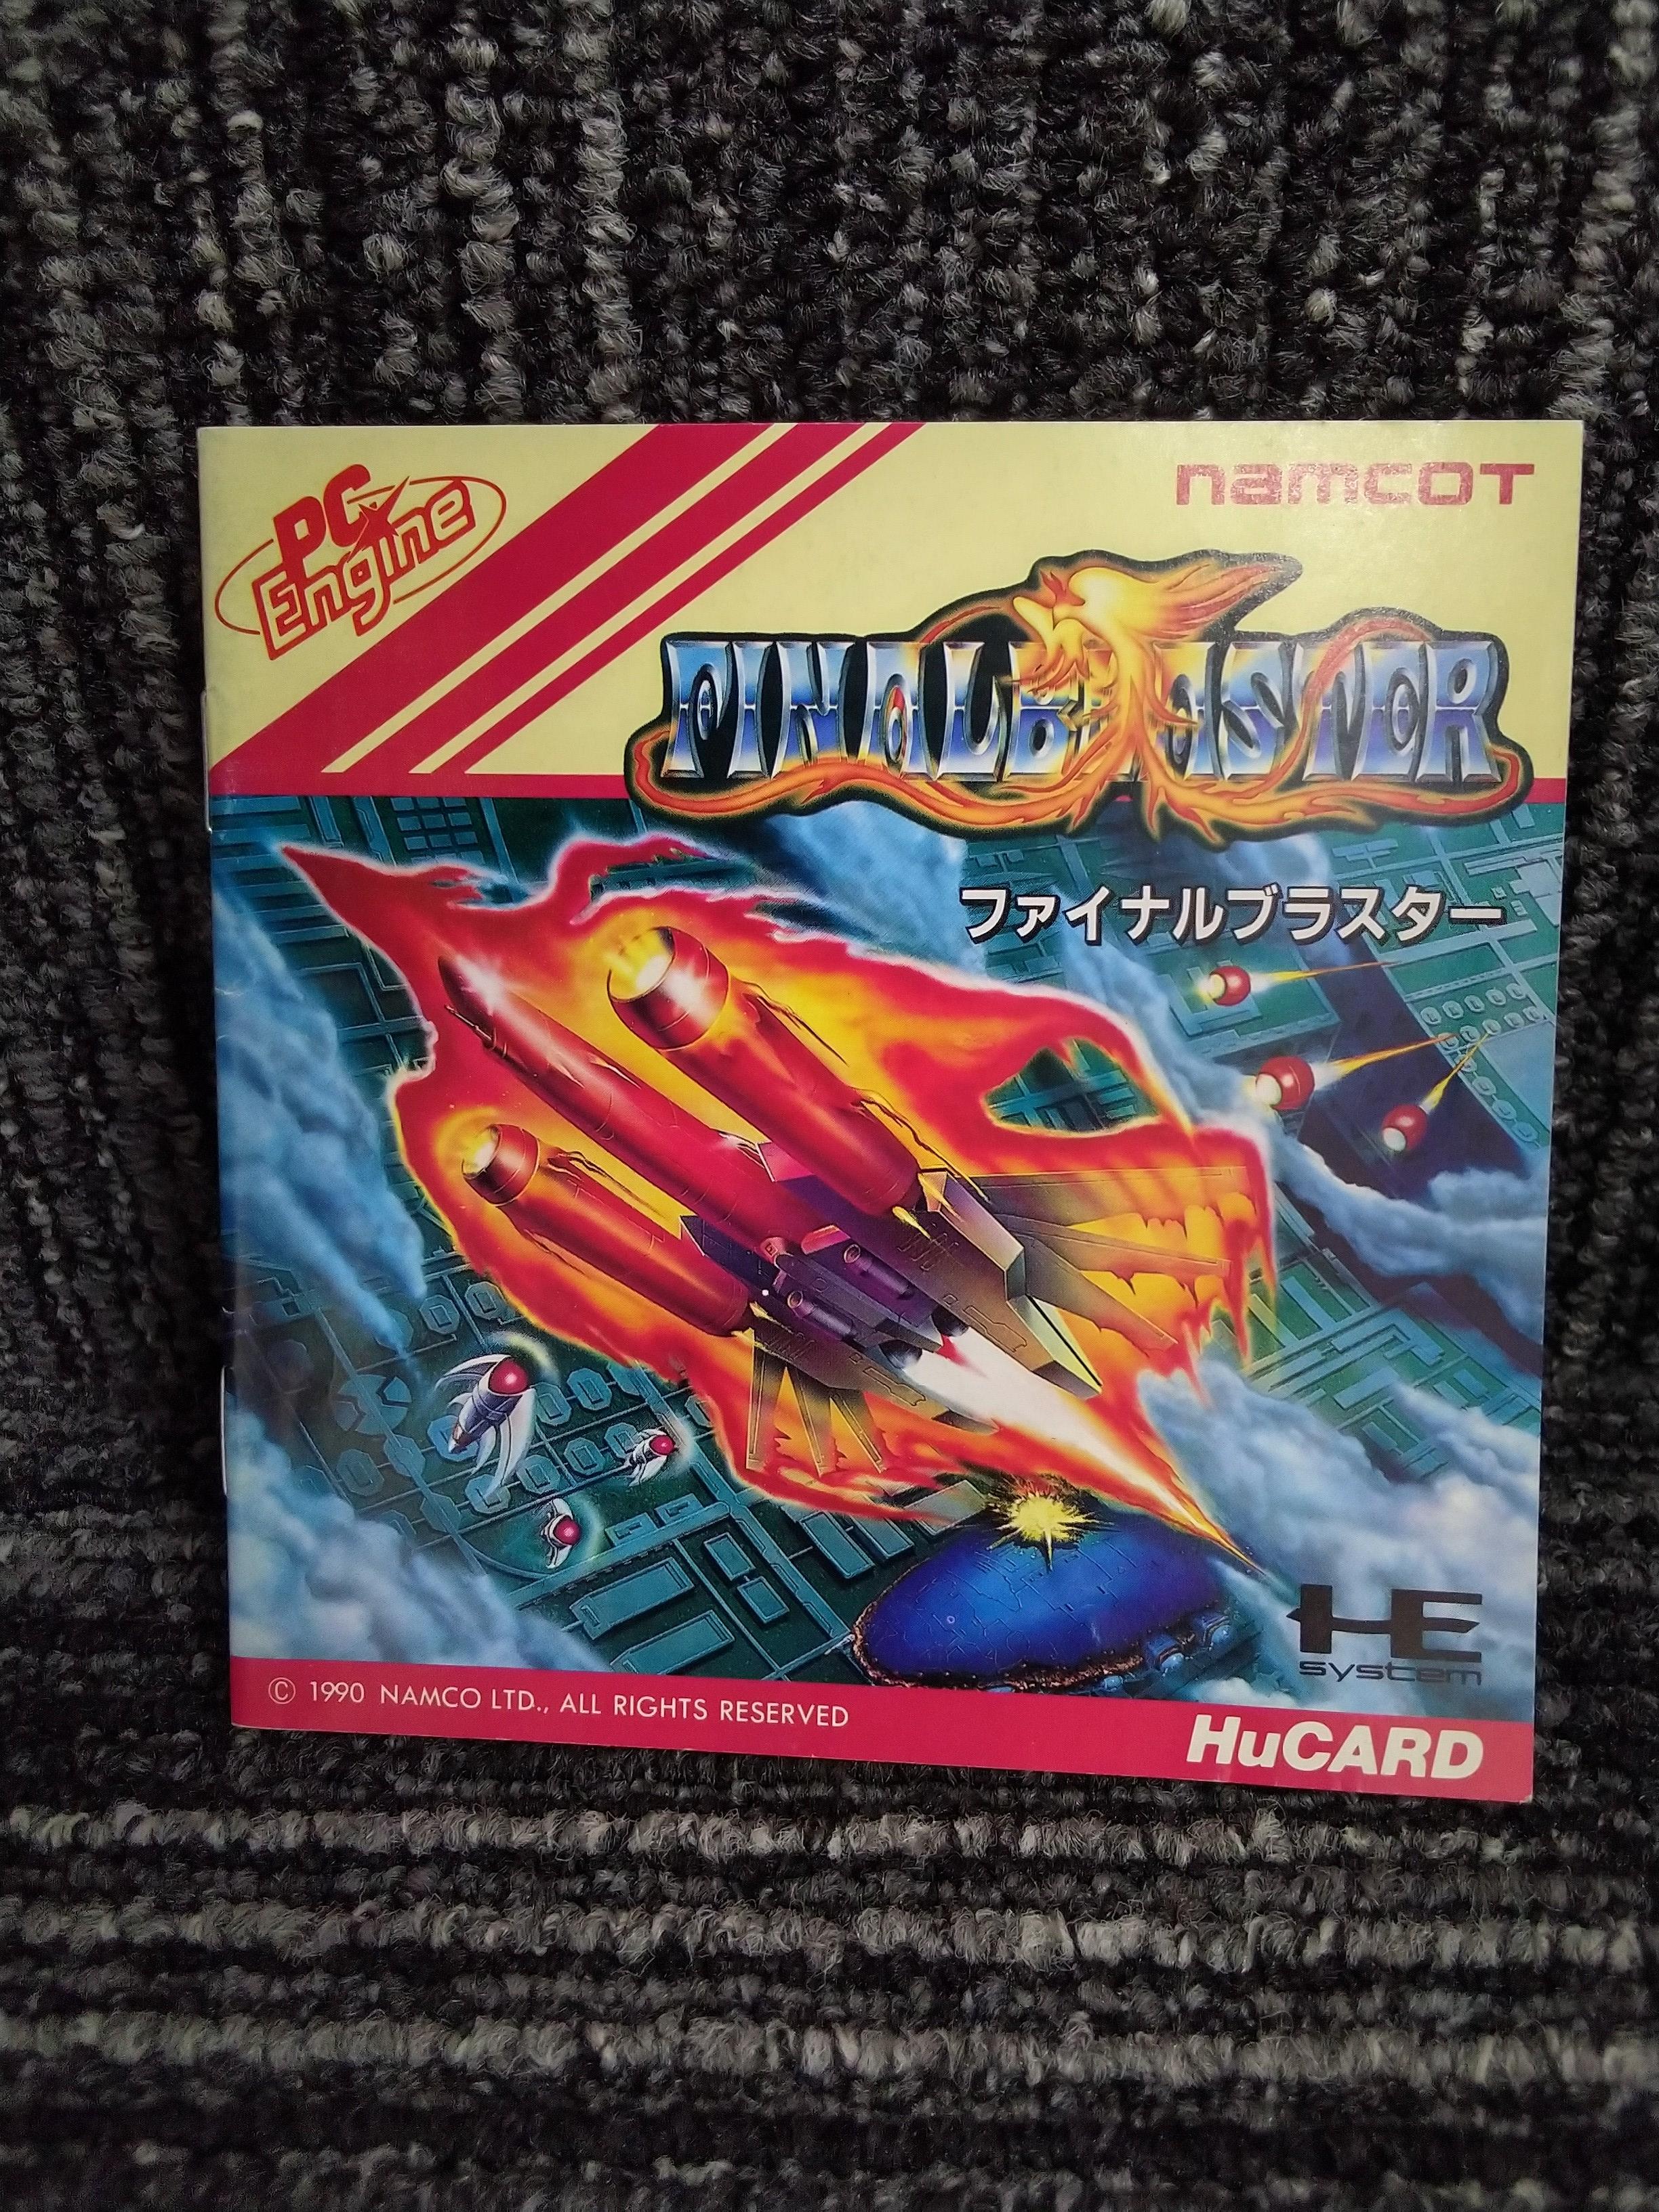 PC Engine
namcoT
FINAL BLASTER
ファイナルブラスター
HE
system
© 1990 NAMCO LTD., ALL RIGHTS RESERVED
HuCARD